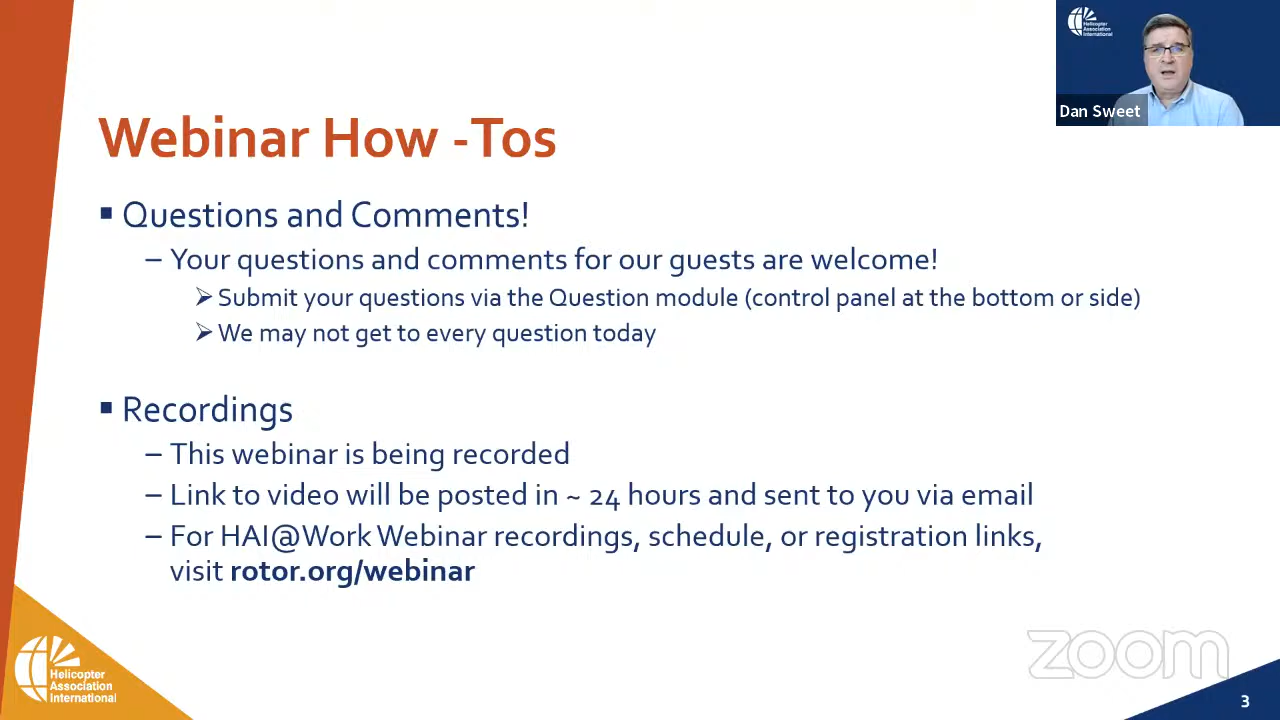 Helicopter
Association
International
Dan Sweet
Webinar How -Tos
Questions and Comments!
– Your questions and comments for our guests are welcome!
Submit your questions via the Question module (control panel at the bottom or side)
We may not get to every question today
Recordings
– This webinar is being recorded
– Link to video will be posted in ~ 24 hours and sent to you via email
– For HAI@Work Webinar recordings, schedule, or registration links,
visit rotor.org/webinar
Helicopter
Association
International
zoom
3